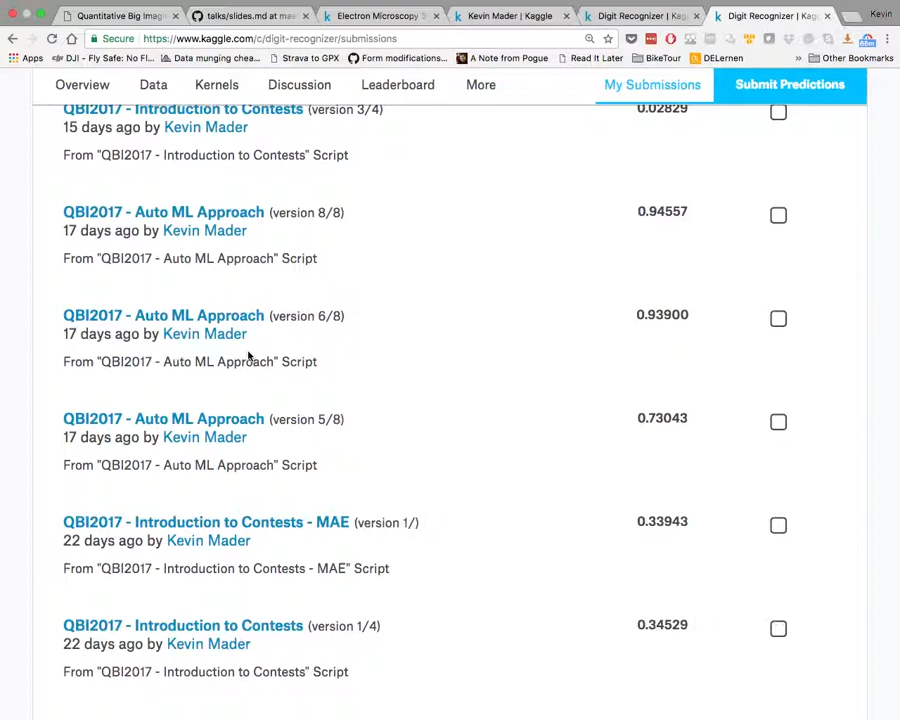 Quantitative Big Imagin
talks/slides.md at mas
Electron Microscopy 3
Kevin Mader | Kaggle
Digit Recognizer | Kag
Digit Recognizer | Kag
Kevin
Secure
https://www.kaggle.com/c/digit-recognizer/submissions
Apps
DJI - Fly Safe: No Fl...
Data munging chea...
Strava to GPX
Form modifications...
A Note from Pogue
Read It Later
BikeTour
DELernen
»
Other Bookmarks
Overview
Data
Kernels
Discussion
Leaderboard
More
My Submissions
Submit Predictions
QBI2017 - Introduction to Contests (version 3/4)
0.02829
15 days ago by Kevin Mader
From "QBI2017 - Introduction to Contests" Script
QBI2017 - Auto ML Approach (version 8/8)
0.94557
17 days ago by Kevin Mader
From "QBI2017 - Auto ML Approach" Script
QBI2017 - Auto ML Approach (version 6/8)
0.93900
17 days ago by Kevin Mader
From "QBI2017 - Auto ML Approach" Script
QBI2017 - Auto ML Approach (version 5/8)
0.73043
17 days ago by Kevin Mader
From "QBI2017 - Auto ML Approach" Script
QBI2017 - Introduction to Contests - MAE (version 1/)
0.33943
22 days ago by Kevin Mader
From "QBI2017 - Introduction to Contests - MAE" Script
QBI2017 - Introduction to Contests (version 1/4)
0.34529
22 days ago by Kevin Mader
From "QBI2017 - Introduction to Contests" Script